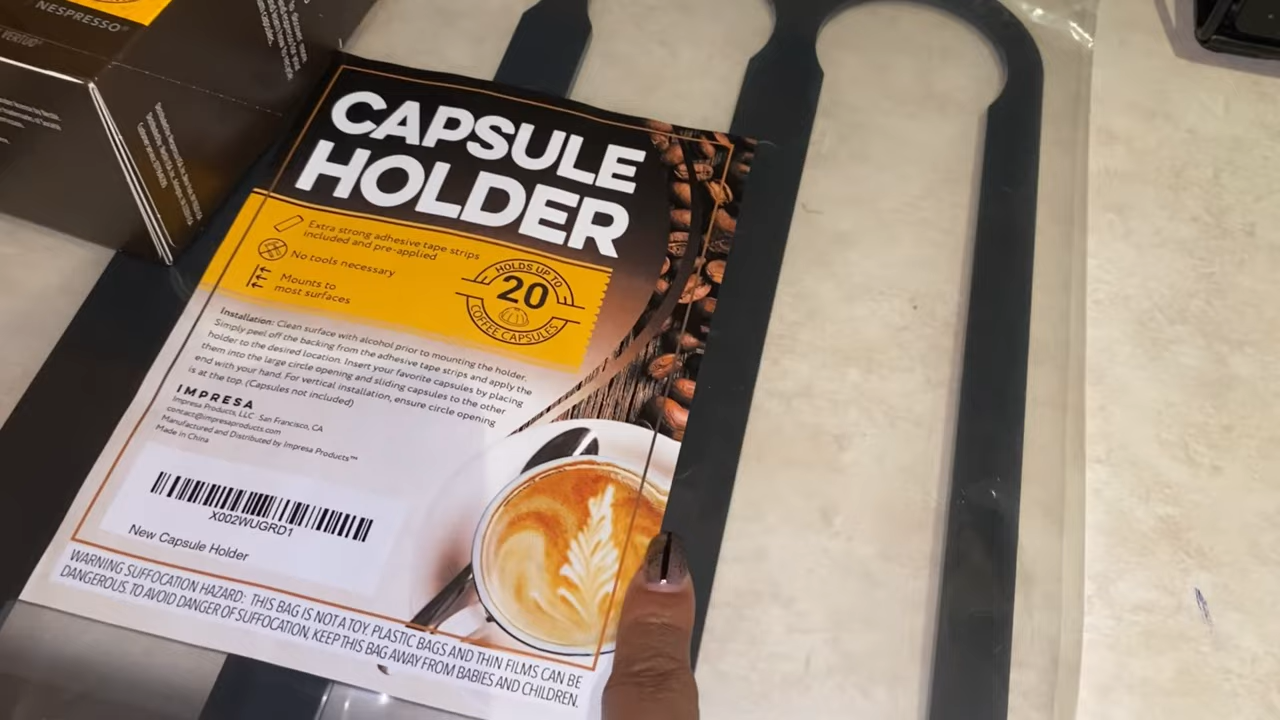 NESPRESSO®
CAPSULE
HOLDER
Extra strong adhesive tape strips
included and pre-applied
No tools necessary
Mounts to
most surfaces
HOLDS UP TO
20
COFFEE CAPSULES
Installation: Clean surface with alcohol prior to mounting the holder.
Simply peel off the backing from the adhesive tape strips and apply the
holder to the desired location. Insert your favorite capsules by placing
them into the large circle opening and sliding capsules to the other
end with your hand. For vertical installation, ensure circle opening
is at the top. (Capsules not included)
IMPRESA
Impresa Products, LLC San Francisco, CA
contact@impresaproducts.com
Manufactured and Distributed by Impresa Products™
Made in China
X002WUGRD1
New Capsule Holder
WARNING SUFFOCATION HAZARD: THIS BAG IS NOT A TOY. PLASTIC BAGS AND THIN FILMS CAN BE
DANGEROUS. TO AVOID DANGER OF SUFFOCATION, KEEP THIS BAG AWAY FROM BABIES AND CHILDREN.